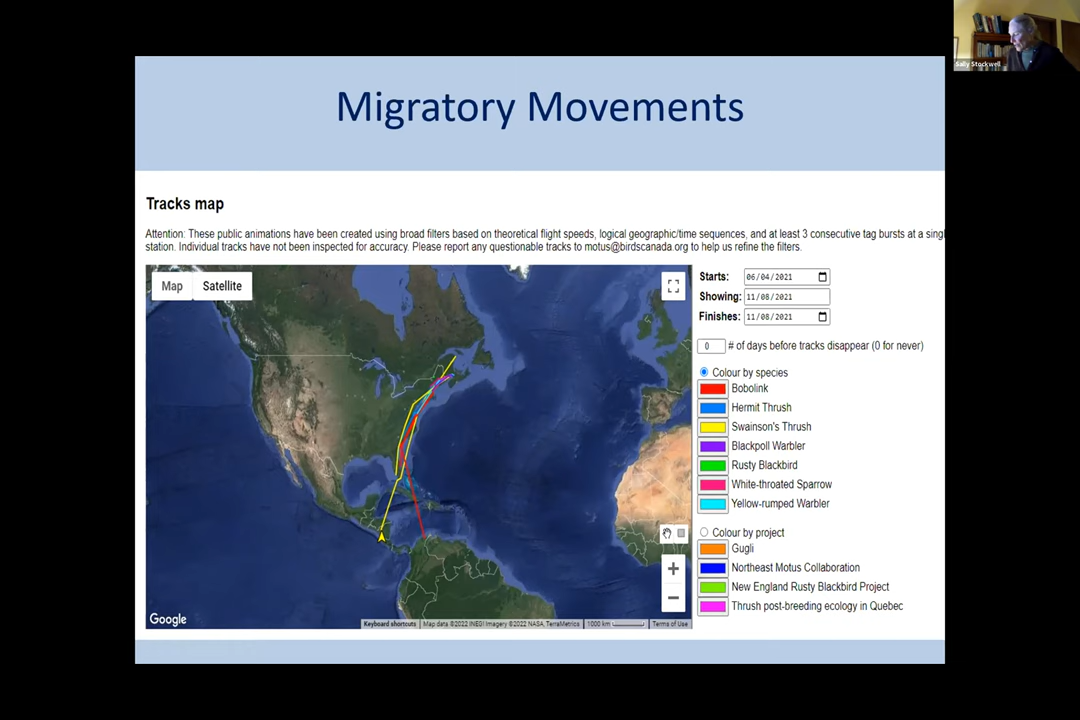 Sally Stockwell
Migratory Movements
Tracks map
Attention: These public animations have been created using broad filters based on theoretical flight speeds, logical geographic/time sequences, and at least 3 consecutive tag bursts at a singl
station. Individual tracks have not been inspected for accuracy. Please report any questionable tracks to motus@birdscanada.org to help us refine the filters.
Map Satellite
Starts: 06/04/2021
Showing: 11/08/2021
Finishes: 11/08/2021
0 # of days before tracks disappear (0 for never)
Colour by species
Bobolink
Hermit Thrush
Swainson's Thrush
Blackpoll Warbler
Rusty Blackbird
White-throated Sparrow
Yellow-rumped Warbler
Colour by project
Gugli
Northeast Motus Collaboration
New England Rusty Blackbird Project
Thrush post-breeding ecology in Quebec
Google
Keyboard shortcuts Map data ©2022 INEGI Imagery ©2022 NASA, TerraMetrics 1000 km Terms of Use